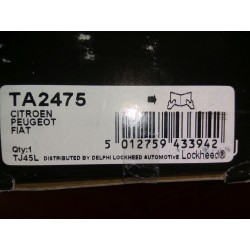 TA2475
CITROEN
PEUGEOT
FIAT
Qty:1
TJ45L
5 012759 433942
DISTRIBUTED BY DELPHI LOCKHEED AUTOMOTIVE
Lockheed®